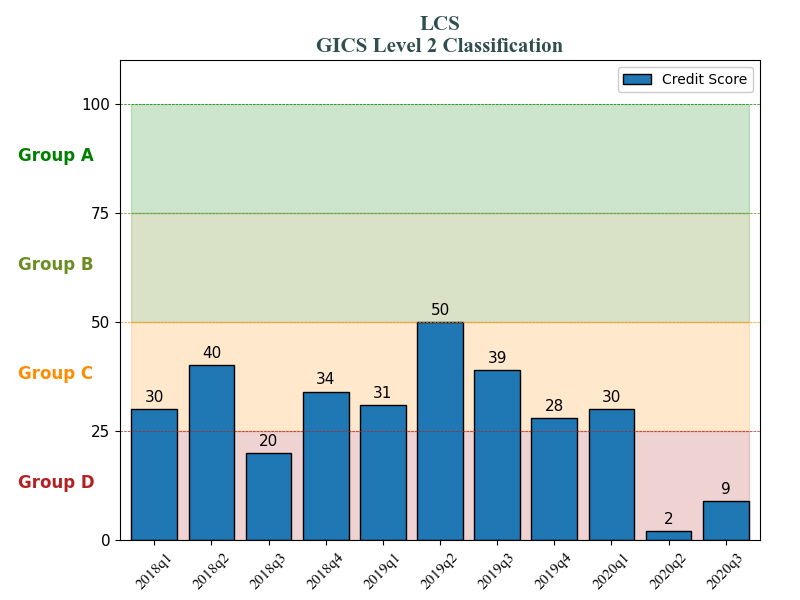 LCS
GICS Level 2 Classification
Credit Score
100
Group A
75
Group B
50
50
40
39
Group C
34
31
30
30
28
25
20
Group D
9
2
0
2018q1 2018q2 2018q3 2018q4 2019q1 2019q2 2019q3 2019q4 2020q1 2020q2 2020q3